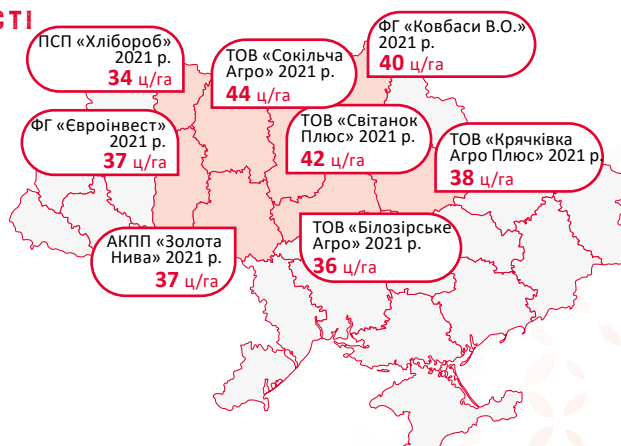 СТІ
ПСП «Хлібороб»
2021 р.
34 ц/га
ТОВ «Сокільча
Агро» 2021 р.
44 ц/га
ФГ «Ковбаси В.О.»
2021 р.
40 ц/га
ФГ «Євроінвест»
2021 р.
37 ц/га
ТОВ «Світанок
Плюс» 2021 р.
42 ц/га
ТОВ «Крячківка
Агро Плюс» 2021 р.
38 ц/га
АКПП «Золота
Нива» 2021 р.
37 ц/га
ТОВ «Білозірське
Агро» 2021 р.
36 ц/га